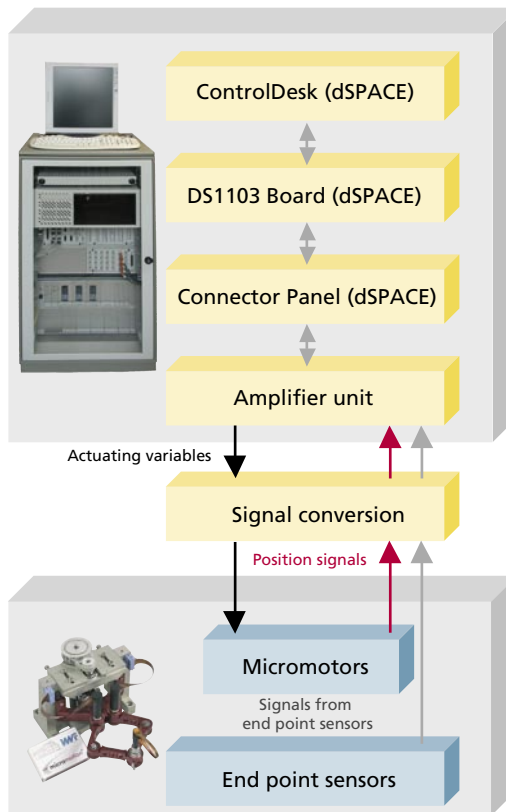 ControlDesk (dSPACE)
DS1103 Board (dSPACE)
Connector Panel (dSPACE)
Amplifier unit
Actuating variables
Signal conversion
Position signals
Micromotors
Signals from
end point sensors
End point sensors